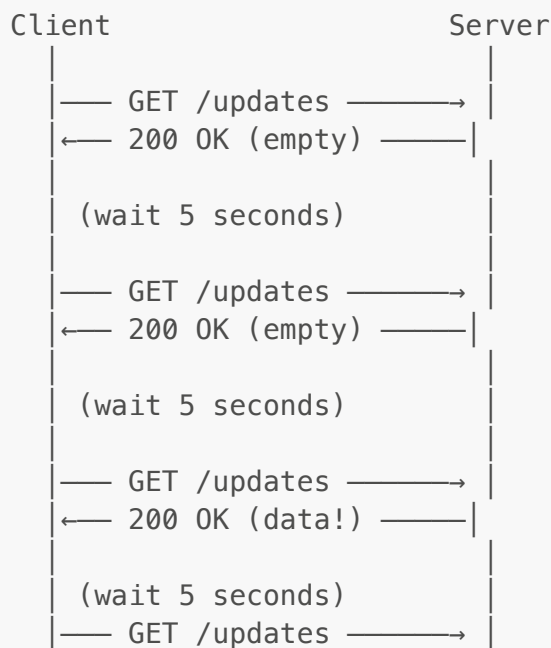 Client Server
GET /updates
200 OK (empty)
(wait 5 seconds)
GET /updates
200 OK (empty)
(wait 5 seconds)
GET /updates
200 OK (data!)
(wait 5 seconds)
GET /updates